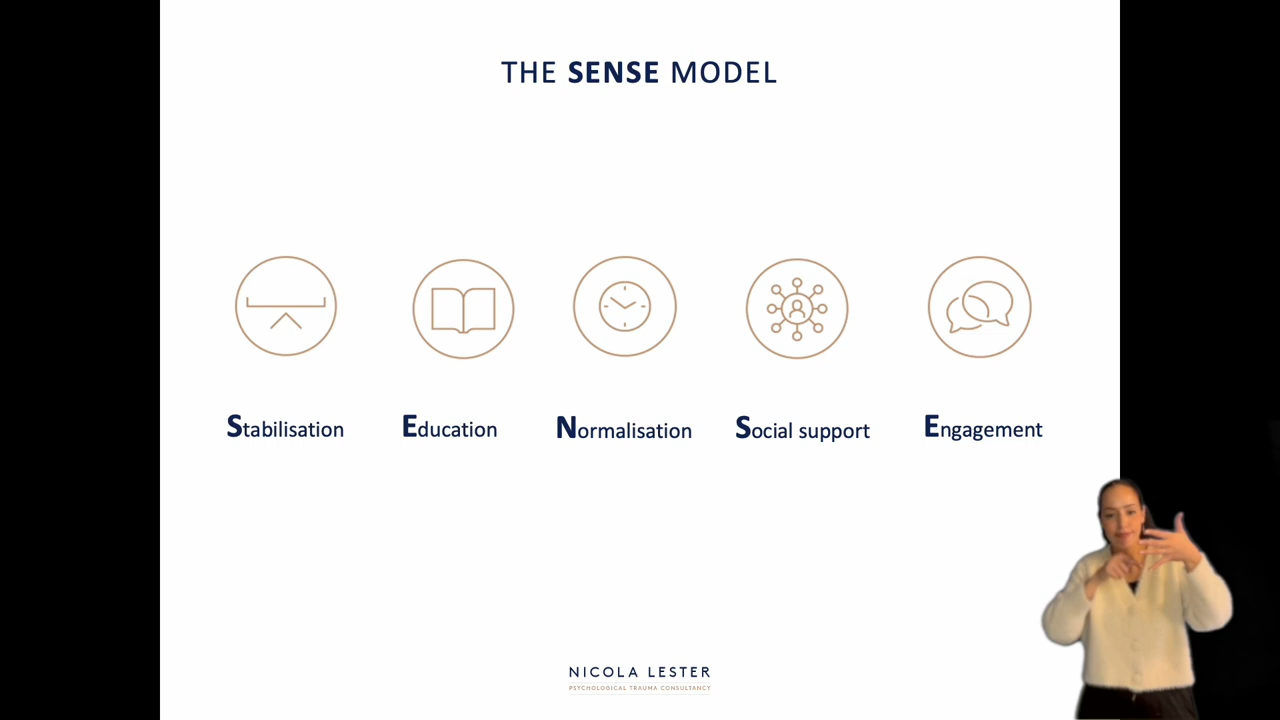 THE SENSE MODEL
Stabilisation
Education
Normalisation
Social support
Engagement
NICOLA LESTER
PSYCHOLOGICAL TRAUMA CONSULTANCY